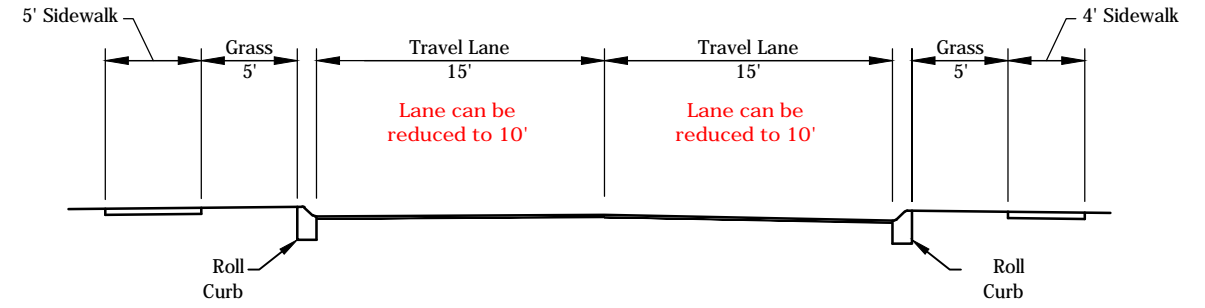 5' Sidewalk
4' Sidewalk
Grass
5'
Travel Lane
15'
Travel Lane
15'
Grass
5'
Lane can be
reduced to 10'
Lane can be
reduced to 10'
Roll
Curb
Roll
Curb